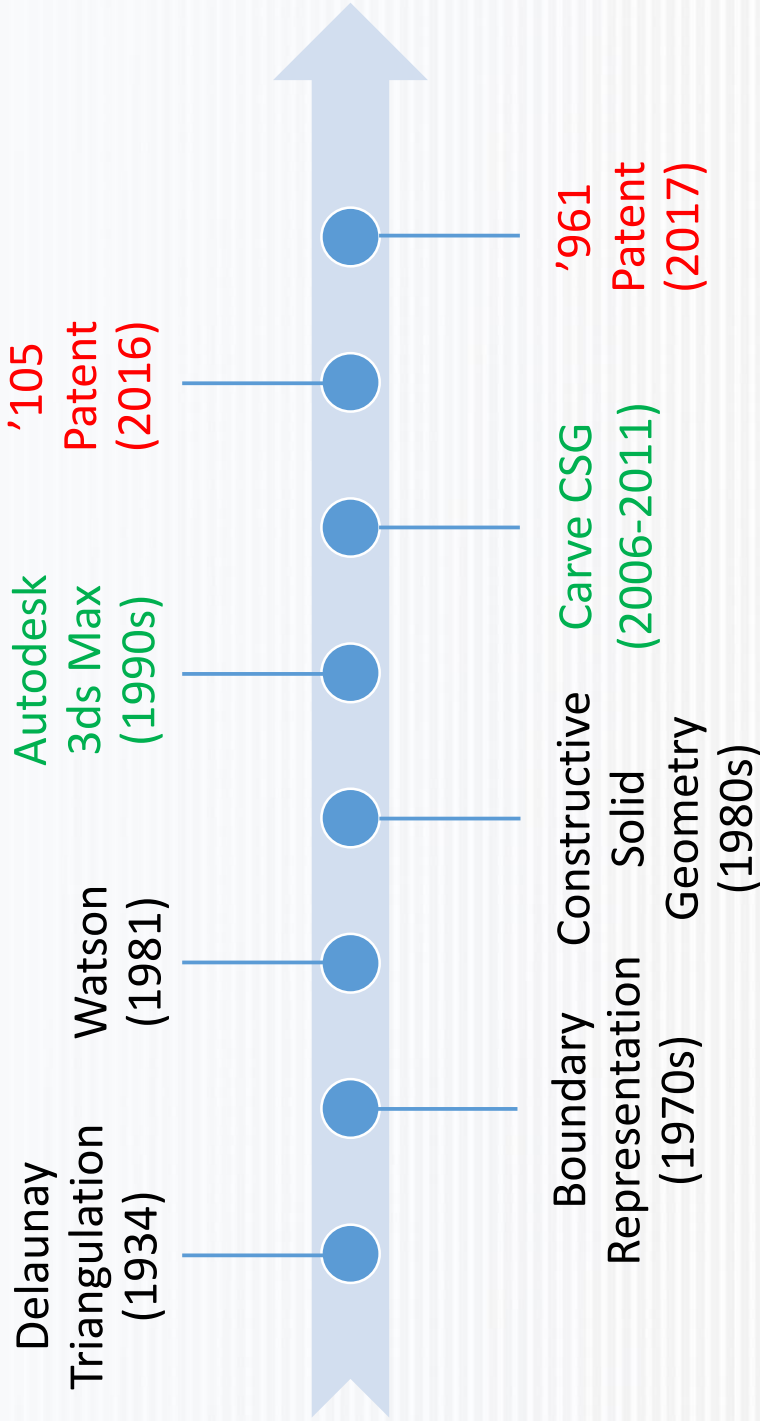 Delaunay
Triangulation
(1934)
Boundary
Representation
(1970s)
Watson
(1981)
Constructive
Solid
Geometry
(1980s)
Autodesk
3ds Max
(1990s)
Carve CSG
(2006-2011)
’105
Patent
(2016)
’961
Patent
(2017)